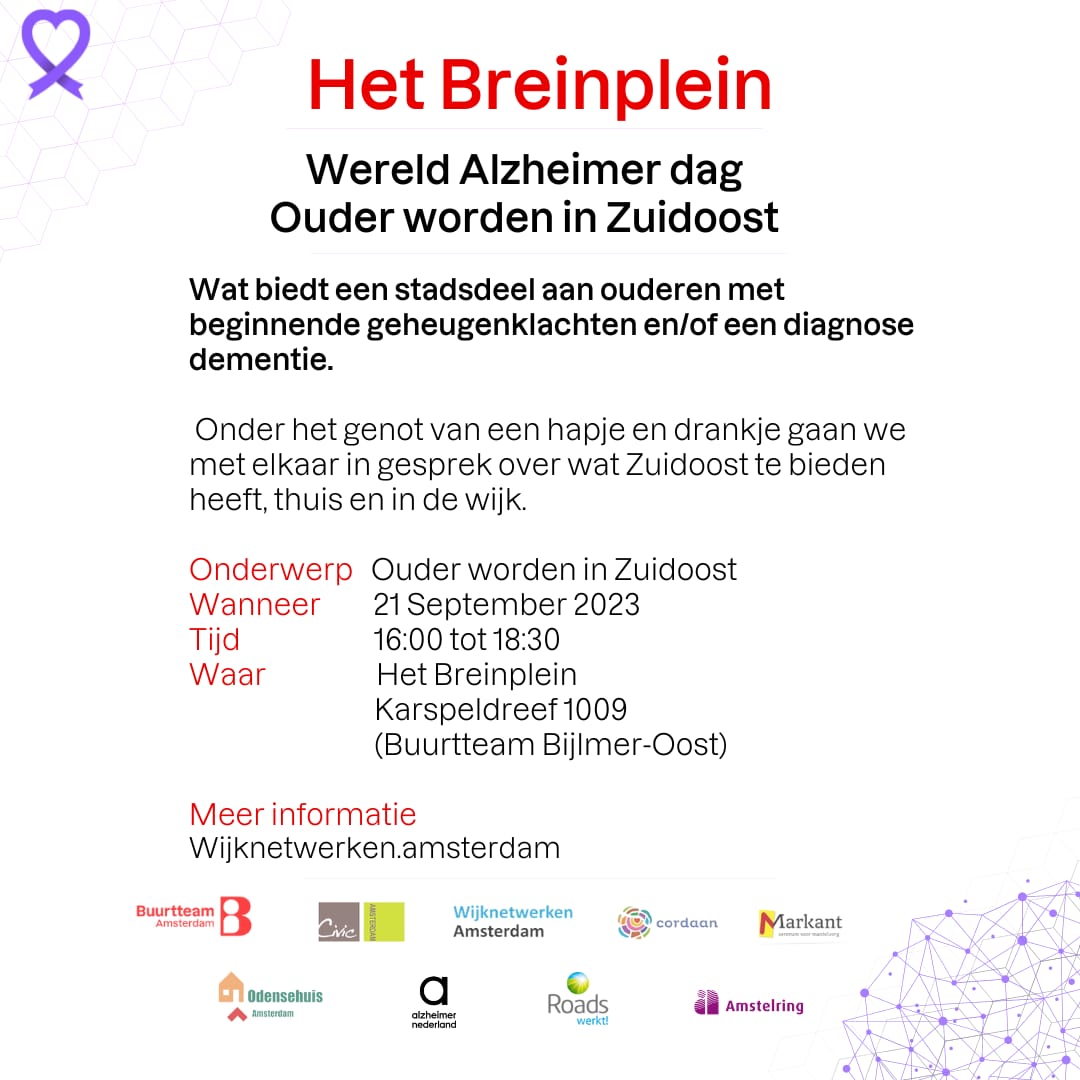 Het Breinplein
Wereld Alzheimer dag
Ouder worden in Zuidoost
Wat biedt een stadsdeel aan ouderen met
beginnende geheugenklachten en/of een diagnose
dementie.
Onder het genot van een hapje en drankje gaan we
met elkaar in gesprek over wat Zuidoost te bieden
heeft, thuis en in de wijk.
Onderwerp Ouder worden in Zuidoost
Wanneer 21 September 2023
Tijd 16:00 tot 18:30
Waar Het Breinplein
Karspeldreef 1009
(Buurtteam Bijlmer-Oost)
Meer informatie
Wijknetwerken.amsterdam
Buurtteam
Amsterdam
B
Civic
AMSTERDAM
Wijknetwerken
Amsterdam
cordaan
Markant
centrum voor mantelzorg
Odensehuis
Amsterdam
a
alzheimer
nederland
Roads
werkt!
Amstelring